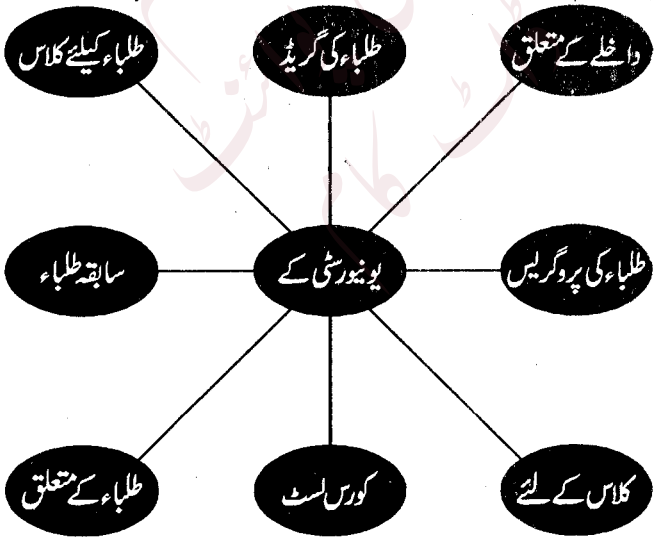 داخلے کے متعلق
طلباء کی گریڈ
طلباء کیلئے کلاس
طلباء کی پروگریس
یونیورسٹی کے
سابقہ طلباء
کلاس کے لئے
کورس لسٹ
طلباء کے متعلق